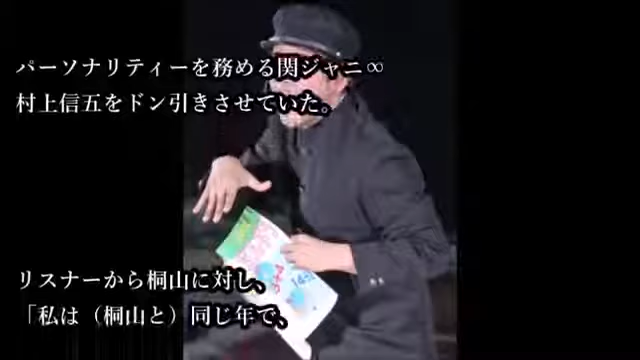 パーソナリティーを務める関ジャニ∞
村上信五をドン引きさせていた。
リスナーから桐山に対し、
「私は（桐山と）同じ年で、